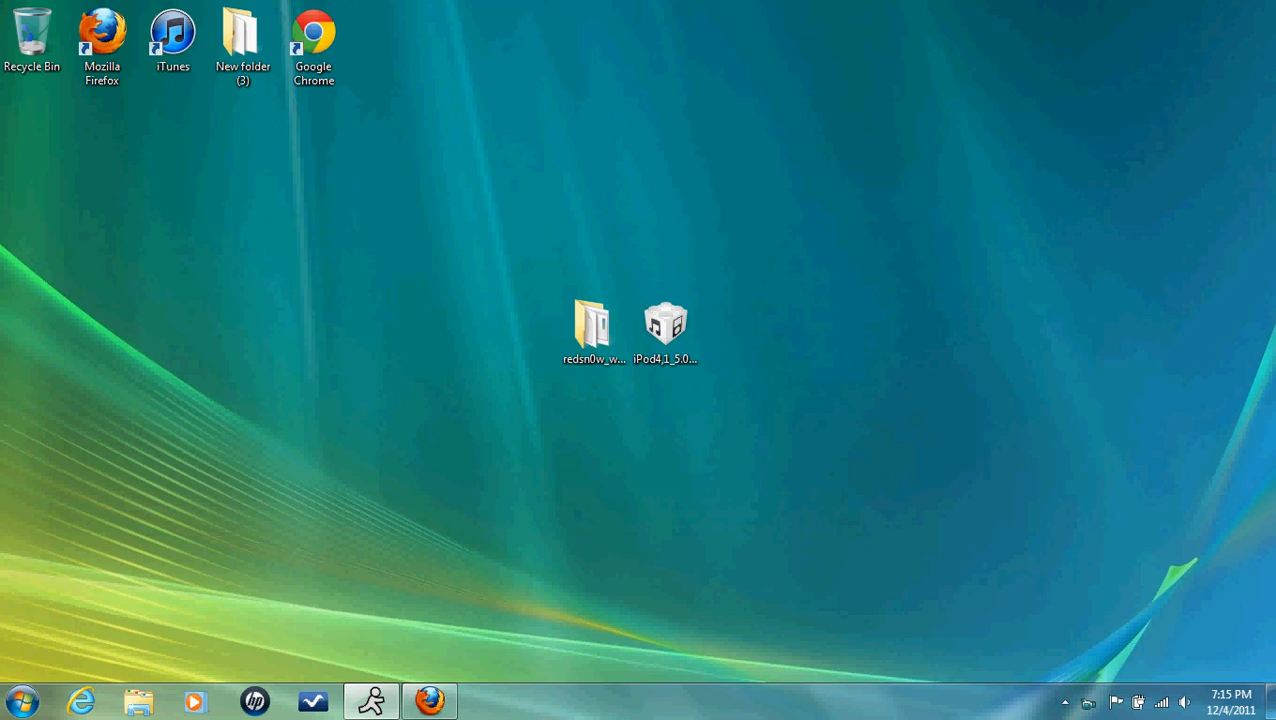 Recycle Bin
Mozilla
Firefox
iTunes
New folder
(3)
Google
Chrome
redsn0w_w...
iPod4,1_5.0...
hp
7:15 PM
12/4/2011